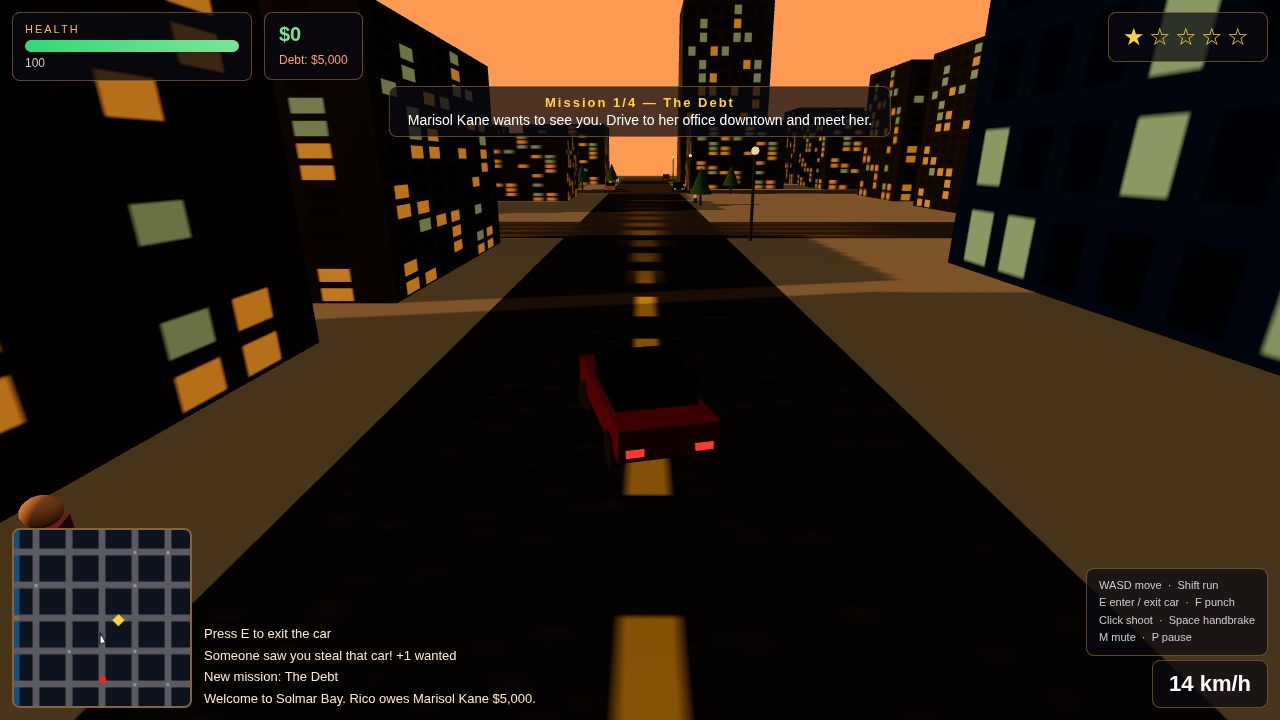 HEALTH
100
$0
Debt: $5,000
★ ☆ ☆ ☆ ☆
Mission 1/4 — The Debt
Marisol Kane wants to see you. Drive to her office downtown and meet her.
Press E to exit the car
Someone saw you steal that car! +1 wanted
New mission: The Debt
Welcome to Solmar Bay. Rico owes Marisol Kane $5,000.
WASD move · Shift run
E enter / exit car · F punch
Click shoot · Space handbrake
M mute · P pause
14 km/h